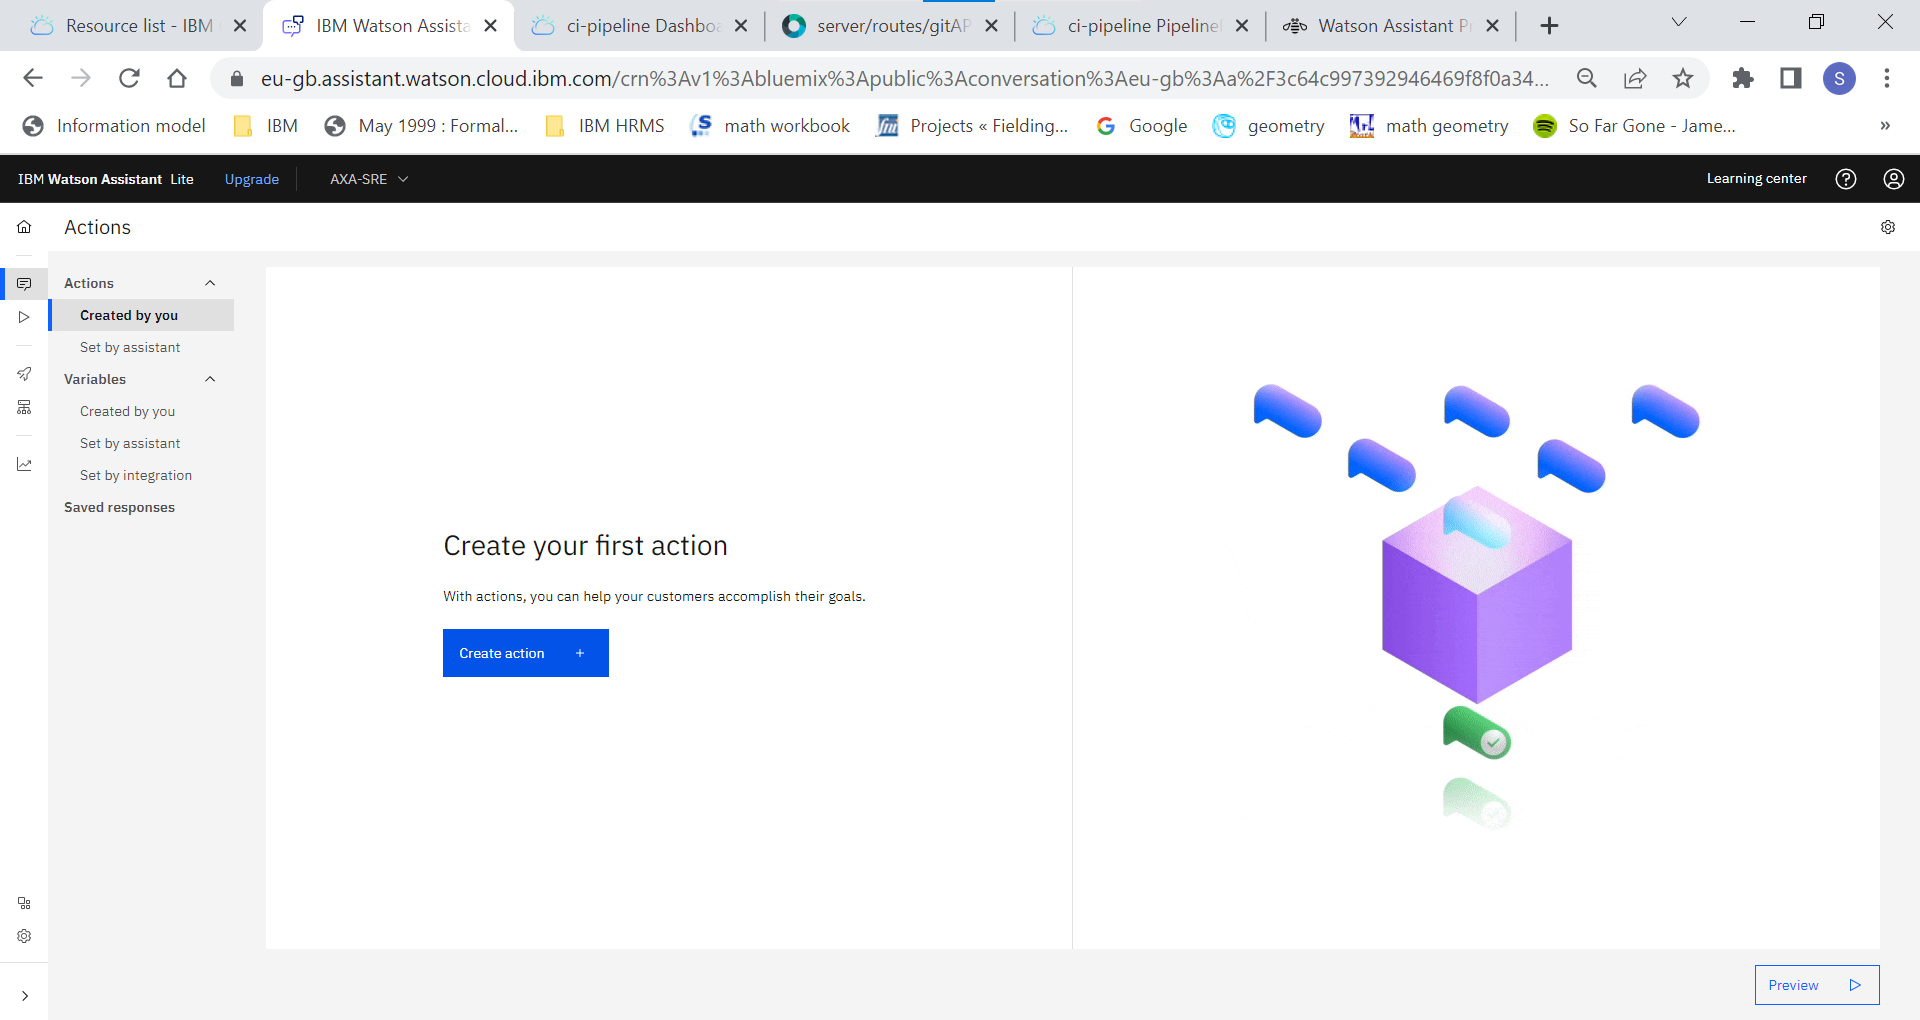 Resource list - IBM
IBM Watson Assista
ci-pipeline Dashboa
server/routes/gitAP
ci-pipeline Pipeline
Watson Assistant P
eu-gb.assistant.watson.cloud.ibm.com/crn%3Av1%3Abluemix%3Apublic%3Aconversation%3Aeu-gb%3Aa%2F3c64c997392946469f8f0a34...
S
Information model
IBM
May 1999 : Formal...
IBM HRMS
math workbook
Projects « Fielding...
Google
geometry
math geometry
So Far Gone - Jame...
»
IBM Watson Assistant Lite
Upgrade
AXA-SRE
Learning center
Actions
Actions
Created by you
Set by assistant
Variables
Created by you
Set by assistant
Set by integration
Saved responses
Create your first action
With actions, you can help your customers accomplish their goals.
Create action +
Preview